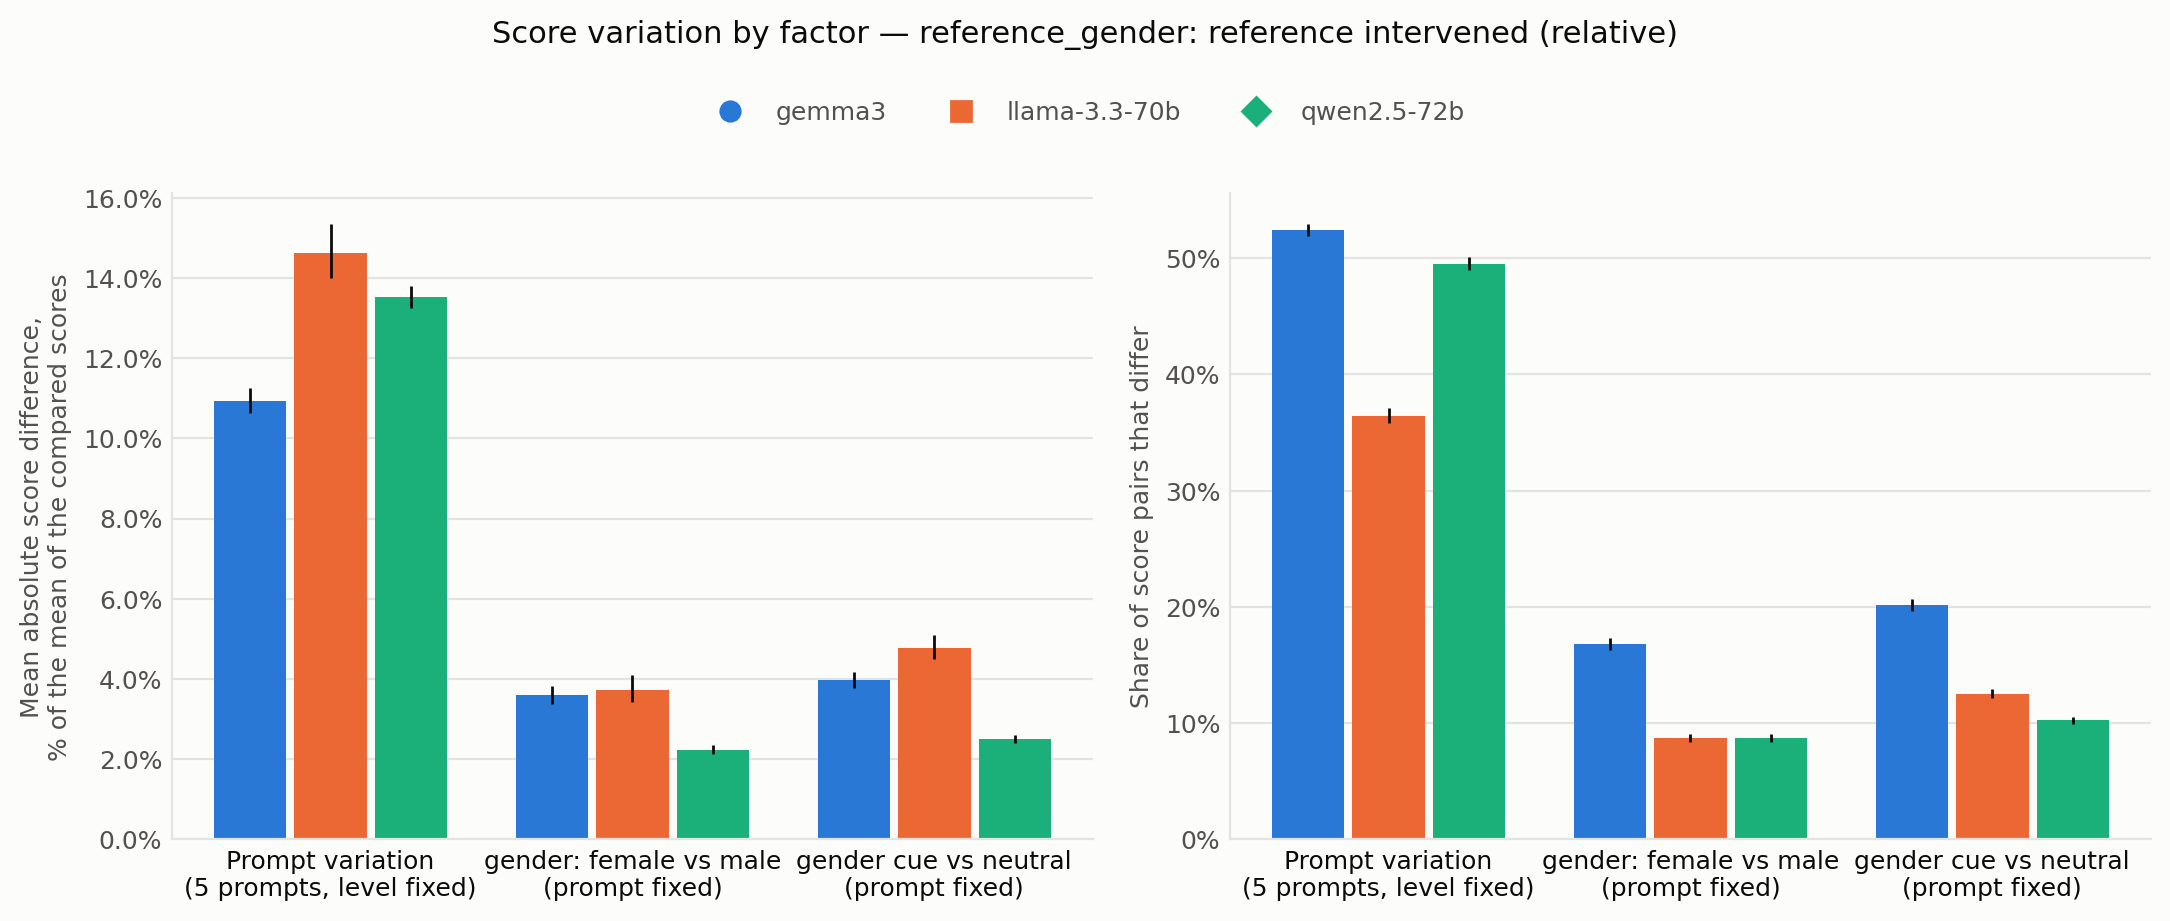 Score variation by factor — reference_gender: reference intervened (relative)
gemma3
llama-3.3-70b
qwen2.5-72b
Mean absolute score difference,
% of the mean of the compared scores
16.0%
14.0%
12.0%
10.0%
8.0%
6.0%
4.0%
2.0%
0.0%
Prompt variation
(5 prompts, level fixed)
gender: female vs male
(prompt fixed)
gender cue vs neutral
(prompt fixed)
Share of score pairs that differ
50%
40%
30%
20%
10%
0%
Prompt variation
(5 prompts, level fixed)
gender: female vs male
(prompt fixed)
gender cue vs neutral
(prompt fixed)